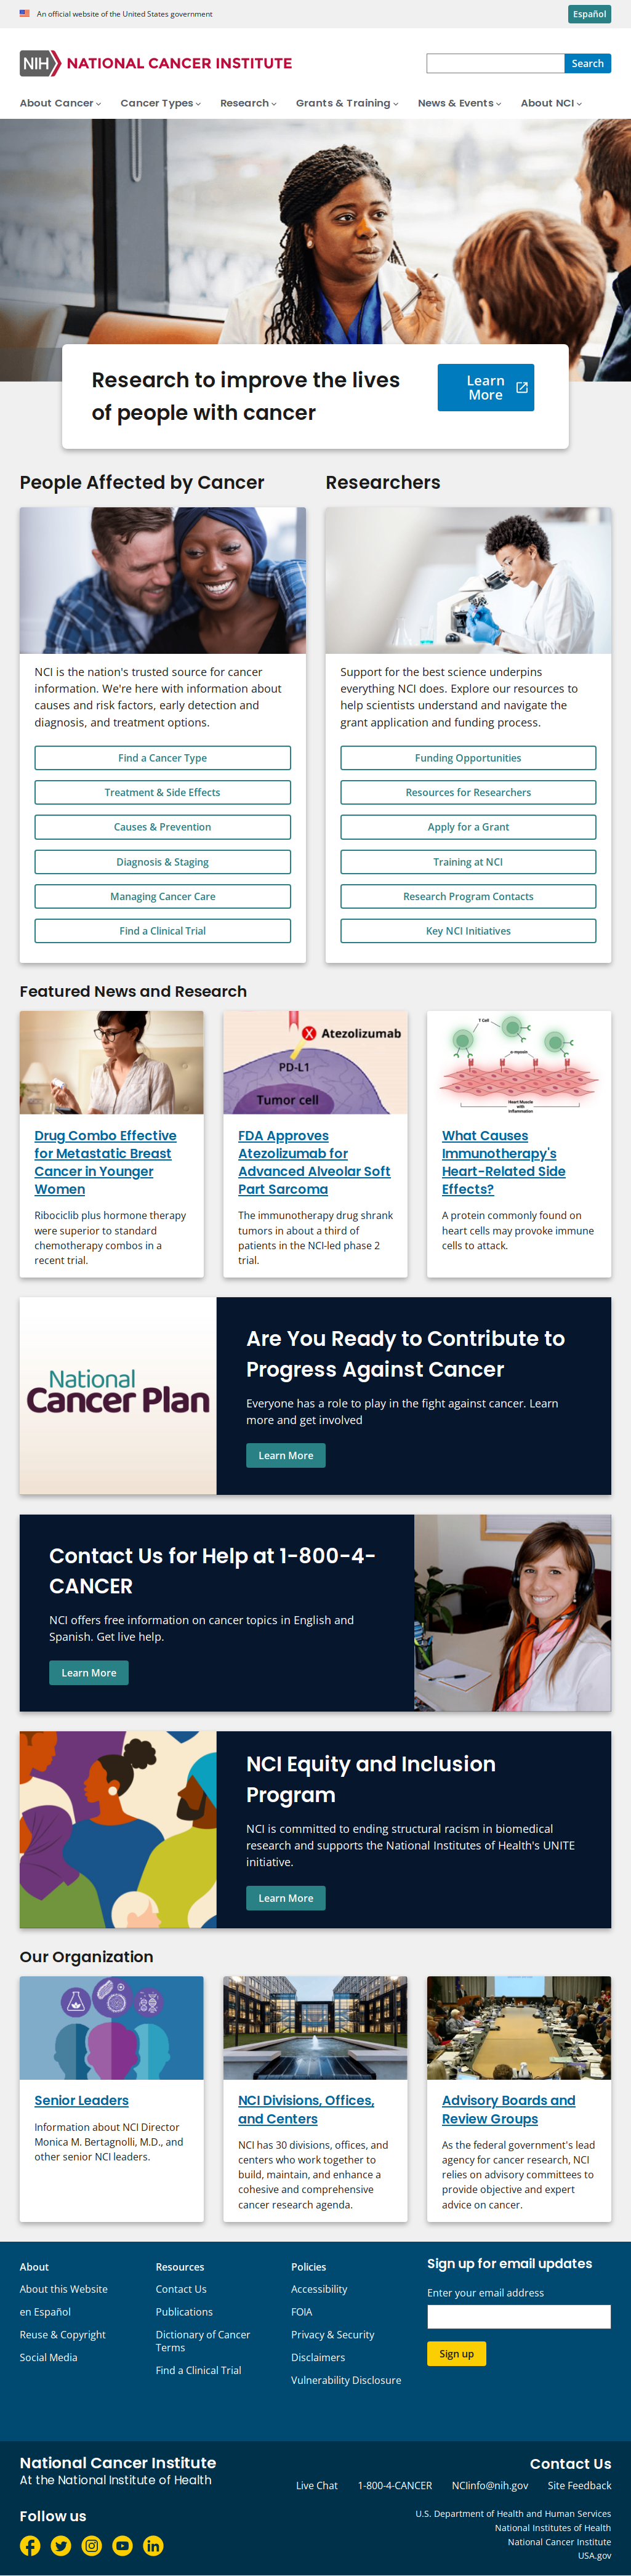 An official website of the United States government
Español
NIH NATIONAL CANCER INSTITUTE
Search
About Cancer
Cancer Types
Research
Grants & Training
News & Events
About NCI
Research to improve the lives
of people with cancer
Learn
More
People Affected by Cancer
NCI is the nation's trusted source for cancer
information. We're here with information about
causes and risk factors, early detection and
diagnosis, and treatment options.
Find a Cancer Type
Treatment & Side Effects
Causes & Prevention
Diagnosis & Staging
Managing Cancer Care
Find a Clinical Trial
Researchers
Support for the best science underpins
everything NCI does. Explore our resources to
help scientists understand and navigate the
grant application and funding process.
Funding Opportunities
Resources for Researchers
Apply for a Grant
Training at NCI
Research Program Contacts
Key NCI Initiatives
Featured News and Research
Drug Combo Effective
for Metastatic Breast
Cancer in Younger
Women
Ribociclib plus hormone therapy
were superior to standard
chemotherapy combos in a
recent trial.
X Atezolizumab
PD-L1
Tumor cell
FDA Approves
Atezolizumab for
Advanced Alveolar Soft
Part Sarcoma
The immunotherapy drug shrank
tumors in about a third of
patients in the NCI-led phase 2
trial.
T Cell
α-myosin
Heart Muscle
with
Inflammation
What Causes
Immunotherapy's
Heart-Related Side
Effects?
A protein commonly found on
heart cells may provoke immune
cells to attack.
National
Cancer Plan
Are You Ready to Contribute to
Progress Against Cancer
Everyone has a role to play in the fight against cancer. Learn
more and get involved
Learn More
Contact Us for Help at 1-800-4-
CANCER
NCI offers free information on cancer topics in English and
Spanish. Get live help.
Learn More
NCI Equity and Inclusion
Program
NCI is committed to ending structural racism in biomedical
research and supports the National Institutes of Health's UNITE
initiative.
Learn More
Our Organization
Senior Leaders
Information about NCI Director
Monica M. Bertagnolli, M.D., and
other senior NCI leaders.
NCI Divisions, Offices,
and Centers
NCI has 30 divisions, offices, and
centers who work together to
build, maintain, and enhance a
cohesive and comprehensive
cancer research agenda.
Advisory Boards and
Review Groups
As the federal government's lead
agency for cancer research, NCI
relies on advisory committees to
provide objective and expert
advice on cancer.
About
About this Website
en Español
Reuse & Copyright
Social Media
Resources
Contact Us
Publications
Dictionary of Cancer
Terms
Find a Clinical Trial
Policies
Accessibility
FOIA
Privacy & Security
Disclaimers
Vulnerability Disclosure
Sign up for email updates
Enter your email address
Sign up
National Cancer Institute
At the National Institute of Health
Contact Us
Live Chat
1-800-4-CANCER
NCIinfo@nih.gov
Site Feedback
Follow us
U.S. Department of Health and Human Services
National Institutes of Health
National Cancer Institute
USA.gov